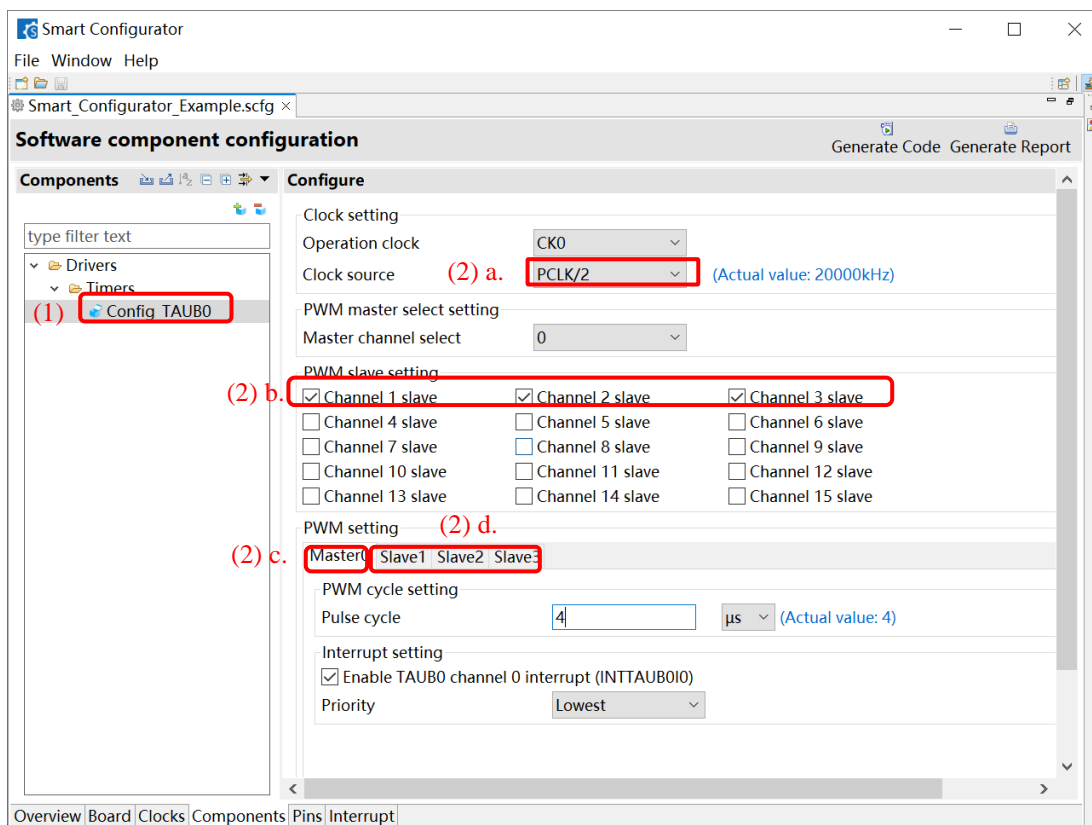 Smart Configurator
File Window Help
Smart_Configurator_Example.scfg
Software component configuration
Generate Code Generate Report
Components
Configure
type filter text
Drivers
Timers
(1) Config_TAUB0
Clock setting
Operation clock CK0
Clock source (2) a. PCLK/2 (Actual value: 20000kHz)
PWM master select setting
Master channel select 0
PWM slave setting
(2) b. Channel 1 slave Channel 2 slave Channel 3 slave
Channel 4 slave Channel 5 slave Channel 6 slave
Channel 7 slave Channel 8 slave Channel 9 slave
Channel 10 slave Channel 11 slave Channel 12 slave
Channel 13 slave Channel 14 slave Channel 15 slave
PWM setting (2) d.
(2) c. Master0 Slave1 Slave2 Slave3
PWM cycle setting
Pulse cycle 4 µs (Actual value: 4)
Interrupt setting
Enable TAUB0 channel 0 interrupt (INTTAUB0I0)
Priority Lowest
Overview Board Clocks Components Pins Interrupt